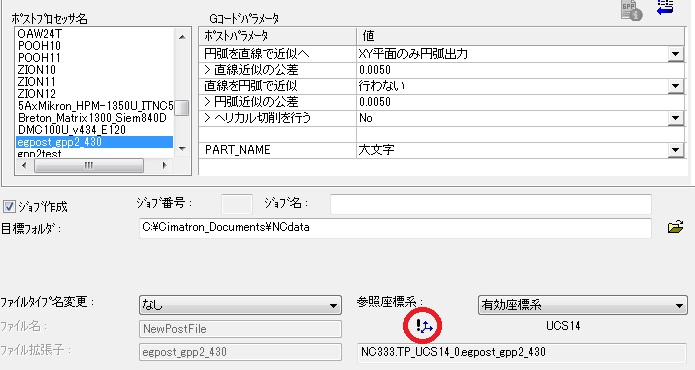 ポストプロセッサ名
Gコードパラメータ
GPP
OAW24T
POOH10
POOH11
ZION10
ZION11
ZION12
5AxMikron_HPM-1350U_ITNC5
Breton_Matrix1300_Siem840D
DMC100U_v434_E120
egpost_gpp2_430
gpp2test
ポストパラメータ 値
円弧を直線で近似へ XY平面のみ円弧出力
> 直線近似の公差 0.0050
直線を円弧で近似 行わない
> 円弧近似の公差 0.0050
> ヘリカル切削を行う No
PART_NAME 大文字
ジョブ作成 ジョブ番号: ジョブ名:
目標フォルダ: C:¥Cimatron_Documents¥NCdata
ファイルタイプ名変更: なし 参照座標系: 有効座標系
ファイル名: NewPostFile UCS14
ファイル拡張子: egpost_gpp2_430 NC333.TP_UCS14_0.egpost_gpp2_430